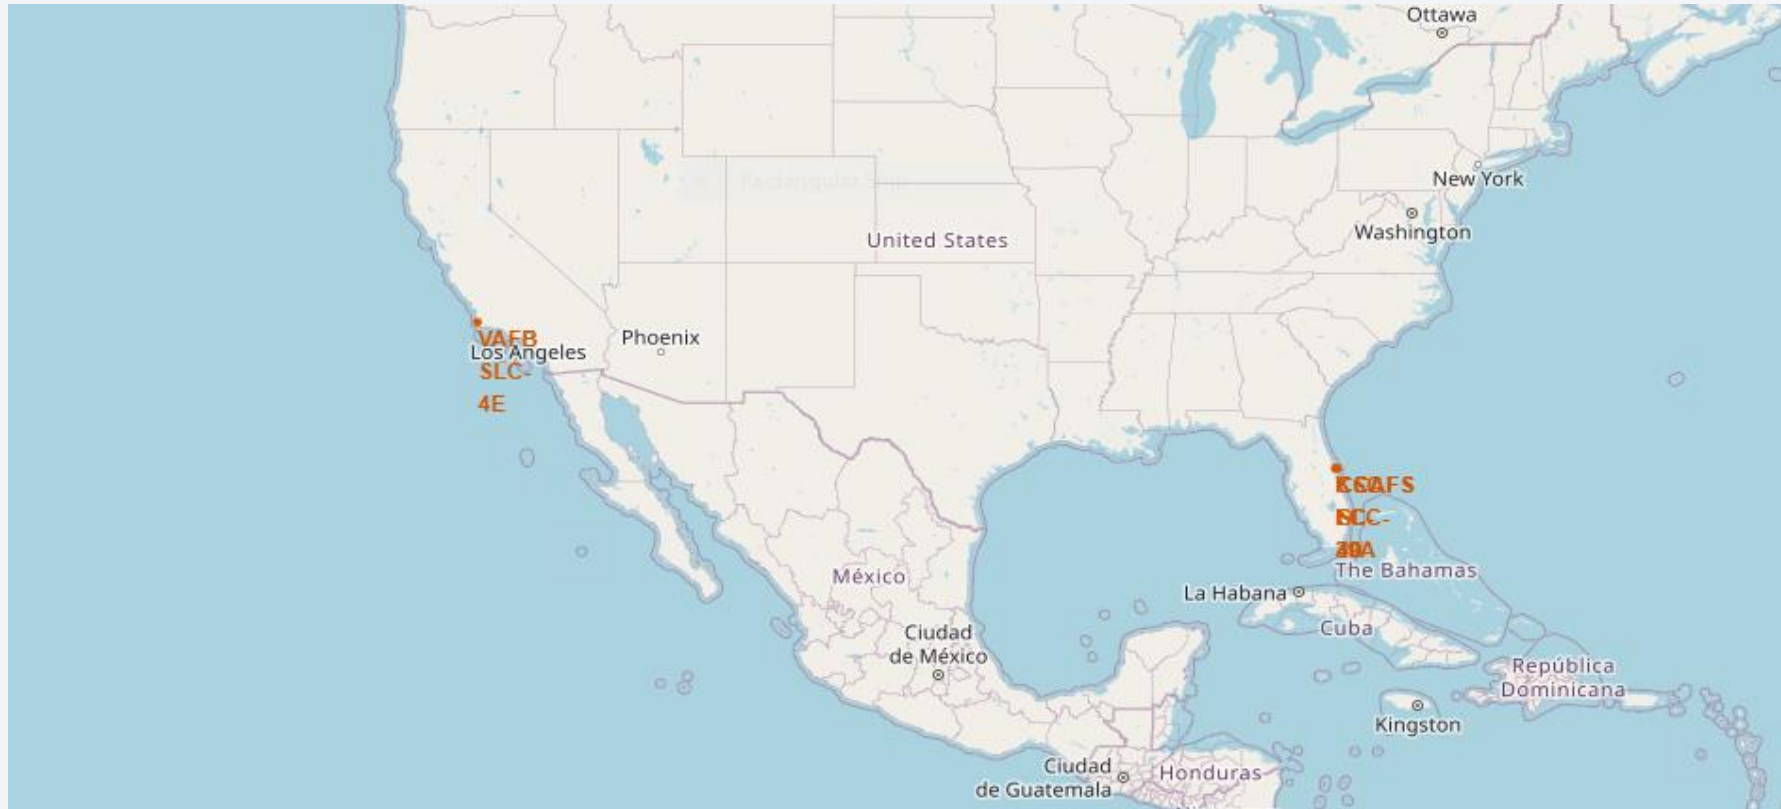 Ottawa
New York
Washington
United States
VAFB
SLC-
4E
Los Angeles
Phoenix
México
La Habana
The Bahamas
Cuba
Ciudad
de México
República
Dominicana
Kingston
Ciudad
de Guatemala
Honduras